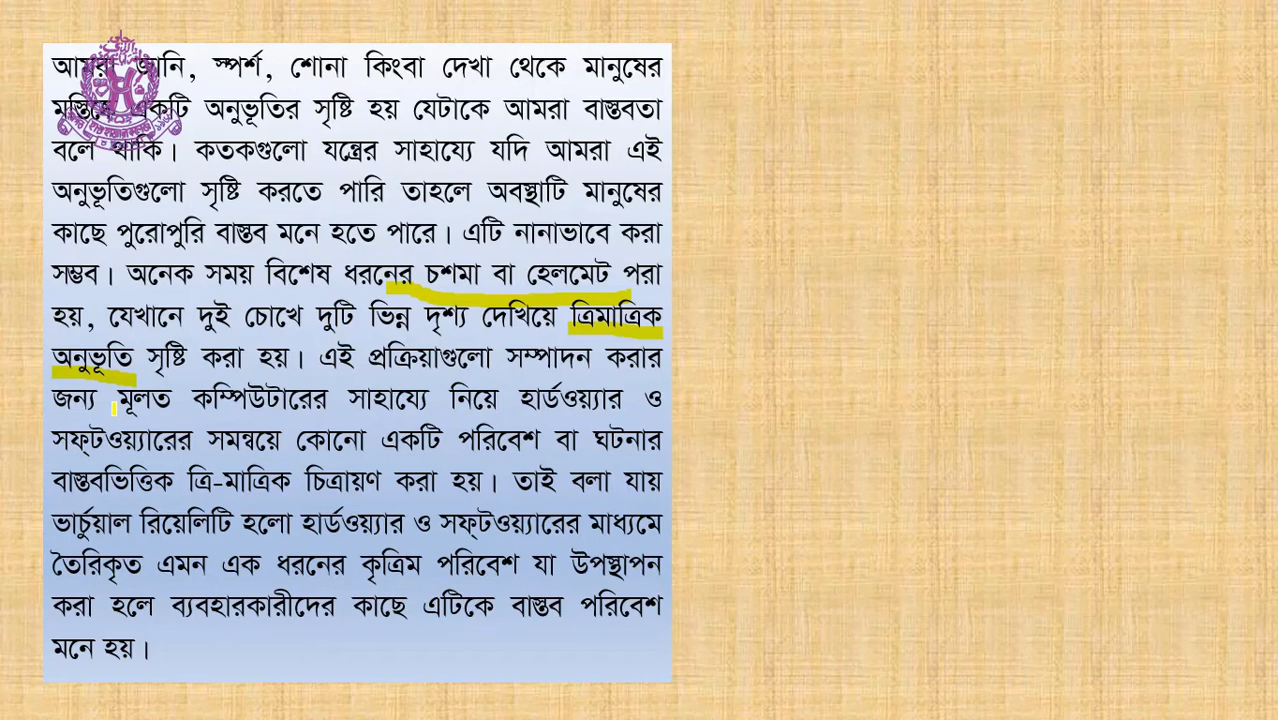 আমরা জানি, স্পর্শ, শোনা কিংবা দেখা থেকে মানুষের
মস্তিষ্কে একটি অনুভূতির সৃষ্টি হয় যেটাকে আমরা বাস্তবতা
বলে থাকি। কতকগুলো যন্ত্রের সাহায্যে যদি আমরা এই
অনুভূতিগুলো সৃষ্টি করতে পারি তাহলে অবস্থাটি মানুষের
কাছে পুরোপুরি বাস্তব মনে হতে পারে। এটি নানাভাবে করা
সম্ভব। অনেক সময় বিশেষ ধরনের চশমা বা হেলমেট পরা
হয়, যেখানে দুই চোখে দুটি ভিন্ন দৃশ্য দেখিয়ে ত্রিমাত্রিক
অনুভূতি সৃষ্টি করা হয়। এই প্রক্রিয়াগুলো সম্পাদন করার
জন্য মূলত কম্পিউটারের সাহায্যে নিয়ে হার্ডওয়্যার ও
সফ্টওয়্যারের সমন্বয়ে কোনো একটি পরিবেশ বা ঘটনার
বাস্তবভিত্তিক ত্রি-মাত্রিক চিত্রায়ণ করা হয়। তাই বলা যায়
ভার্চুয়াল রিয়েলিটি হলো হার্ডওয়্যার ও সফ্টওয়্যারের মাধ্যমে
তৈরিকৃত এমন এক ধরনের কৃত্রিম পরিবেশ যা উপস্থাপন
করা হলে ব্যবহারকারীদের কাছে এটিকে বাস্তব পরিবেশ
মনে হয়।